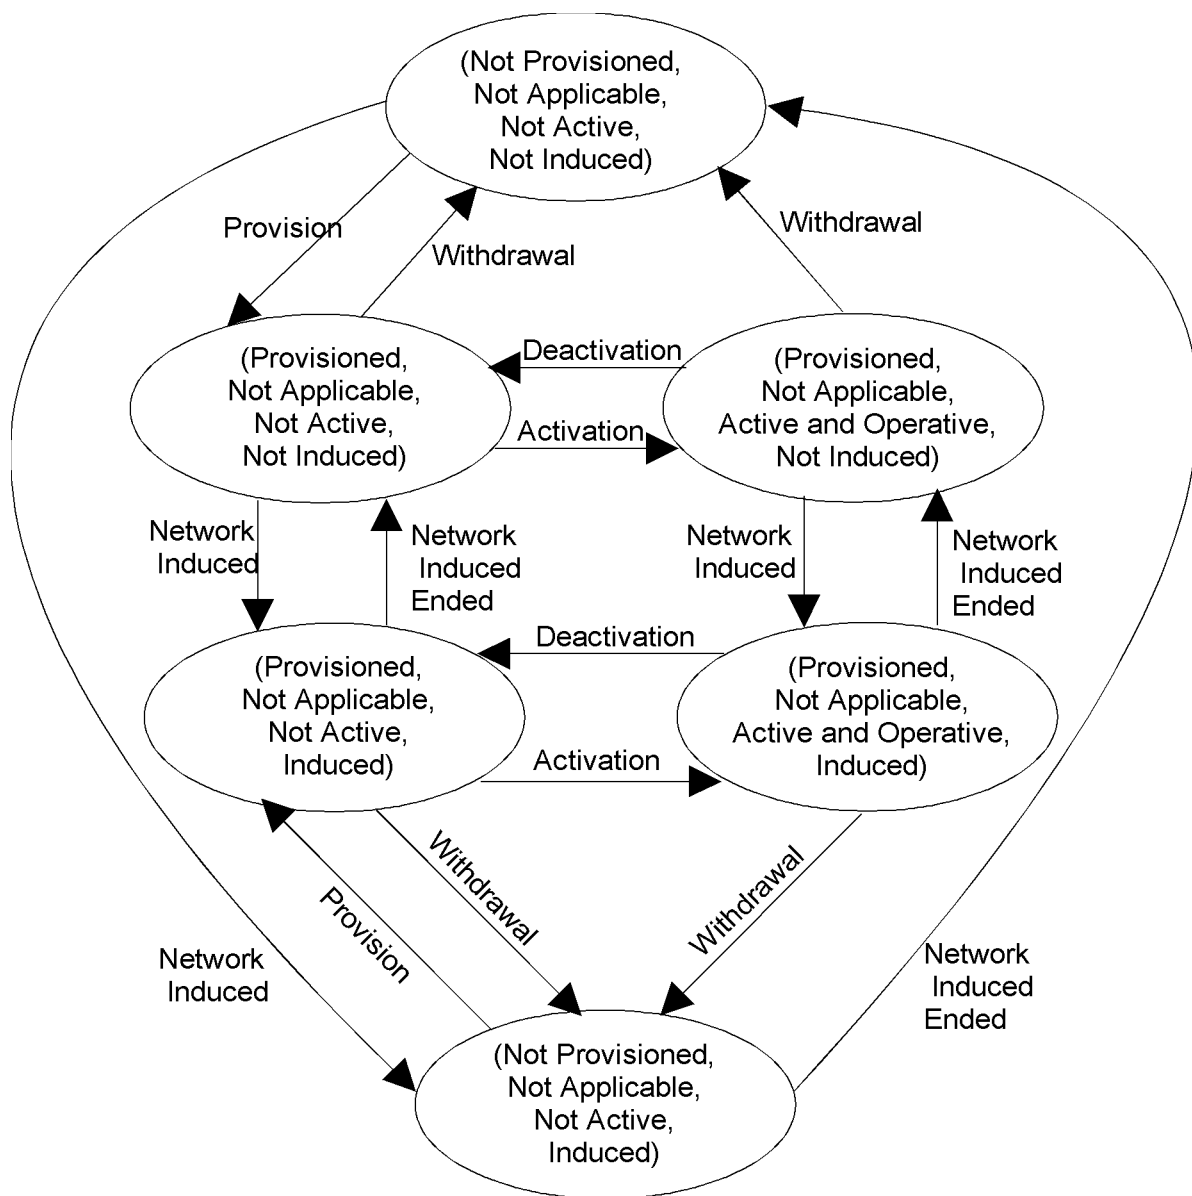 (Not Provisioned,
Not Applicable,
Not Active,
Not Induced)
Provision
Withdrawal
Withdrawal
(Provisioned,
Not Applicable,
Not Active,
Not Induced)
Deactivation
Activation
(Provisioned,
Not Applicable,
Active and Operative,
Not Induced)
Network
Induced
Network
Induced
Ended
Network
Induced
Network
Induced
Ended
(Provisioned,
Not Applicable,
Not Active,
Induced)
Deactivation
Activation
(Provisioned,
Not Applicable,
Active and Operative,
Induced)
Withdrawal
Provision
Withdrawal
Network
Induced
Network
Induced
Ended
(Not Provisioned,
Not Applicable,
Not Active,
Induced)